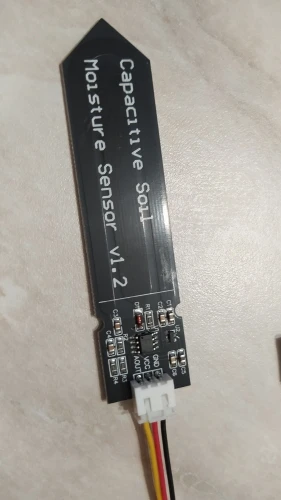 Capacitive Soil
Moisture Sensor v1.2
GND
VCC
AOUT